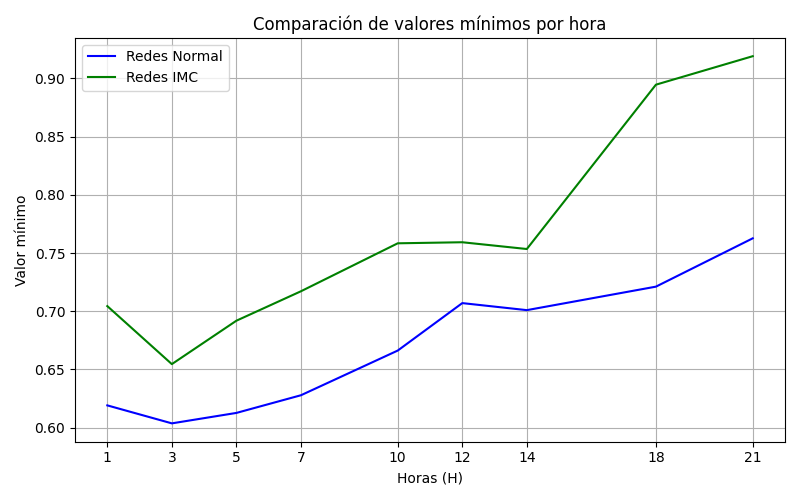 Comparación de valores mínimos por hora
Redes Normal
Redes IMC
Valor mínimo
0.90
0.85
0.80
0.75
0.70
0.65
0.60
1 3 5 7 10 12 14 18 21
Horas (H)